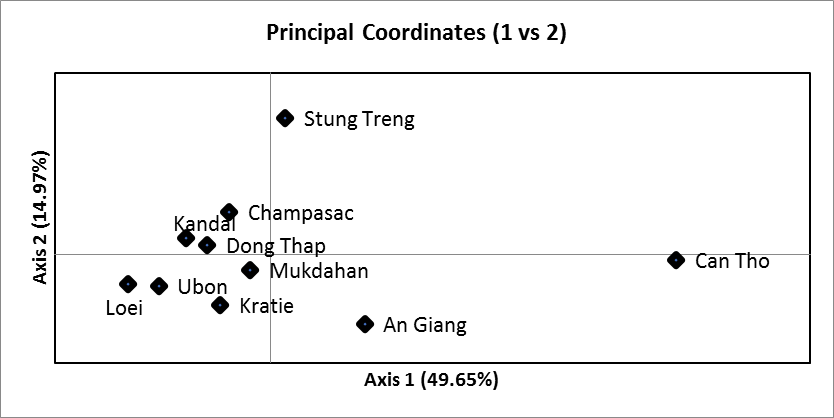 Principal Coordinates (1 vs 2)
Axis 2 (14.97%)
Stung Treng
Champasac
Kandal
Dong Thap
Can Tho
Mukdahan
Ubon
Loei
Kratie
An Giang
Axis 1 (49.65%)